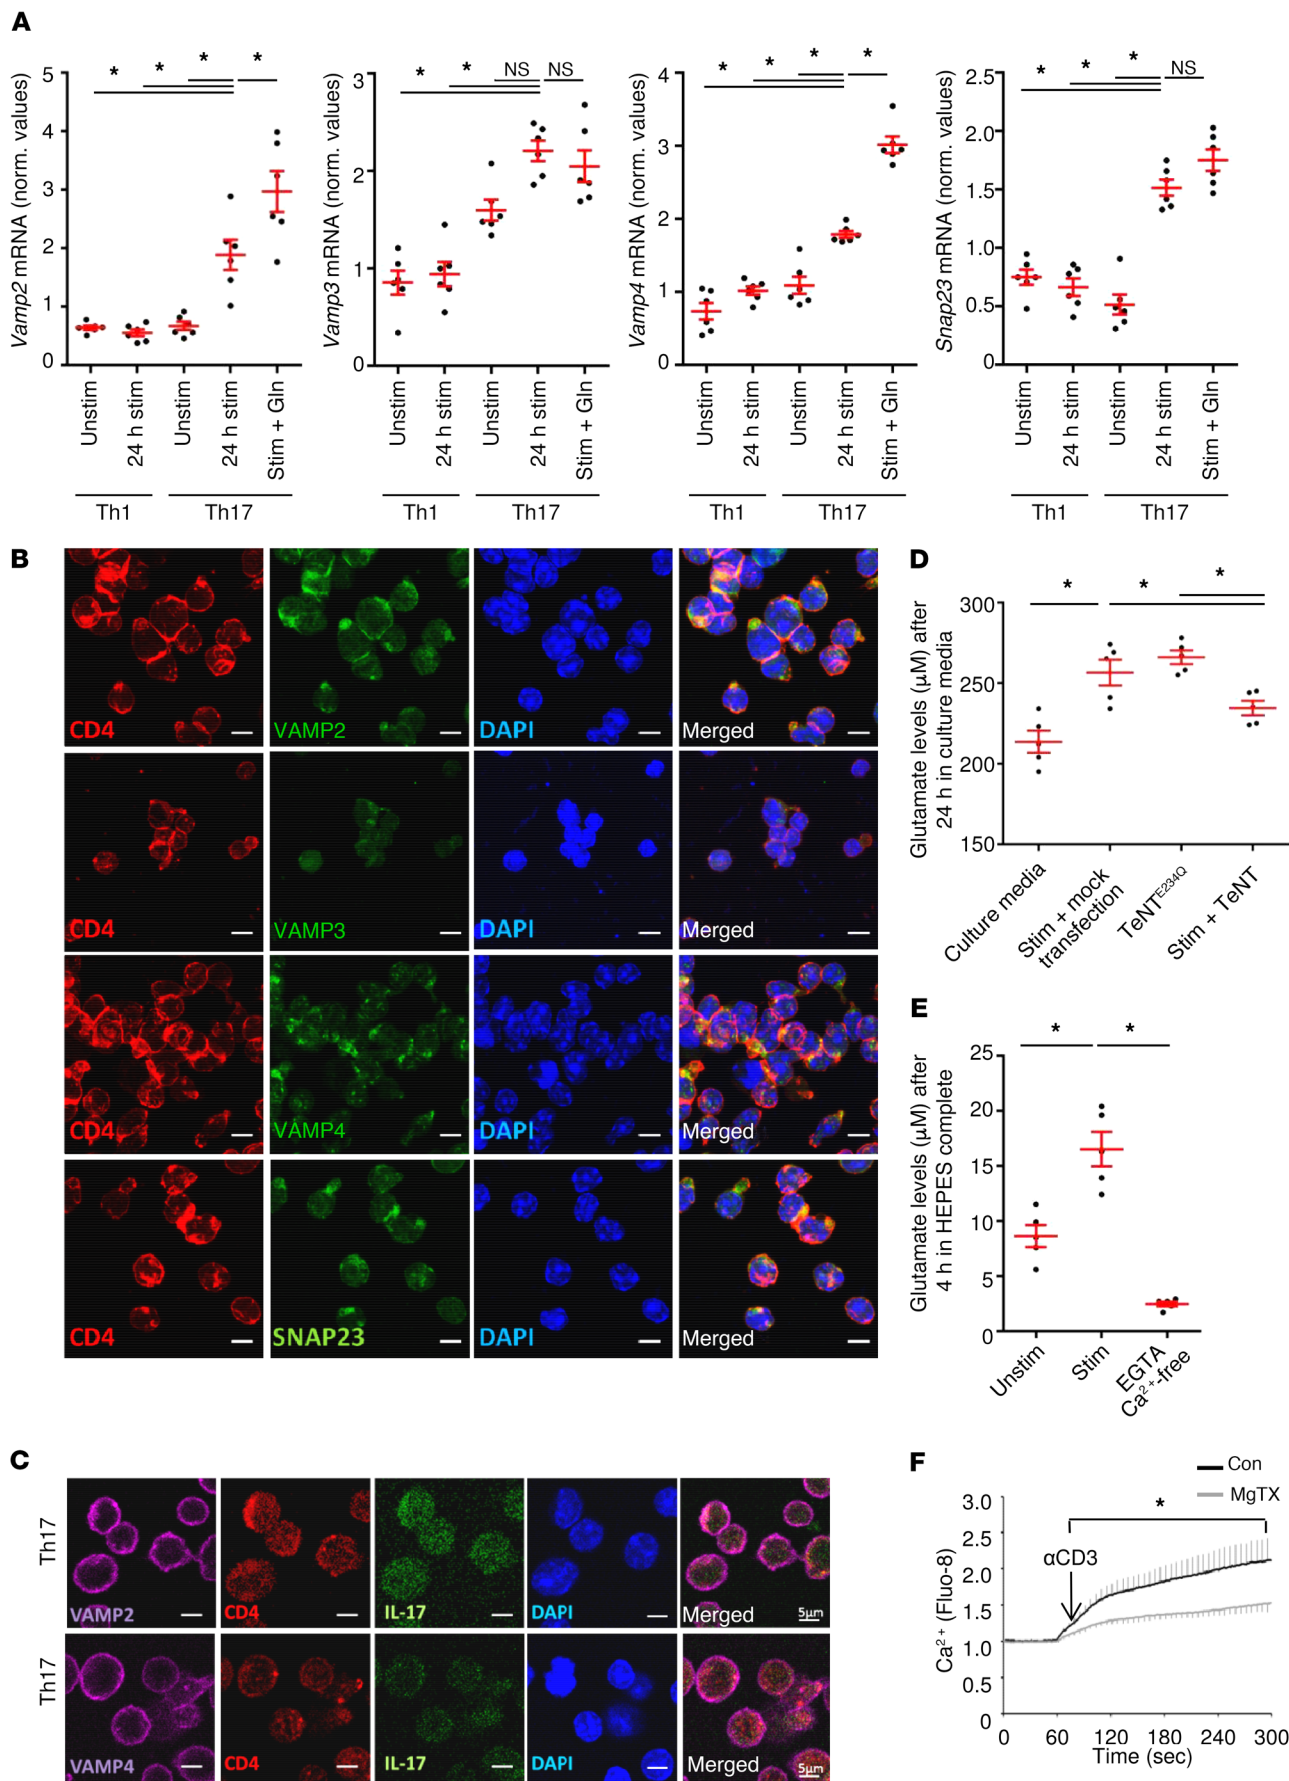 A
Vamp2 mRNA (norm. values)
5
4
3
2
1
0
* * * *
Unstim
24 h stim
Unstim
24 h stim
Stim + Gln
Th1
Th17
Vamp3 mRNA (norm. values)
3
2
1
0
* * NS NS
Unstim
24 h stim
Unstim
24 h stim
Stim + Gln
Th1
Th17
Vamp4 mRNA (norm. values)
4
3
2
1
0
* * * *
Unstim
24 h stim
Unstim
24 h stim
Stim + Gln
Th1
Th17
Snap23 mRNA (norm. values)
2.5
2.0
1.5
1.0
0.5
0
* * * NS
Unstim
24 h stim
Unstim
24 h stim
Stim + Gln
Th1
Th17
B
CD4 VAMP2 DAPI Merged
CD4 VAMP3 DAPI Merged
CD4 VAMP4 DAPI Merged
CD4 SNAP23 DAPI Merged
C
Th17
VAMP2 CD4 IL-17 DAPI Merged 5µm
Th17
VAMP4 CD4 IL-17 DAPI Merged 5µm
D
Glutamate levels (µM) after
24 h in culture media
300
250
200
150
* * *
Culture media
Stim + mock
transfection
TeNT^E234Q
Stim + TeNT
E
Glutamate levels (µM) after
4 h in HEPES complete
25
20
15
10
5
0
* *
Unstim
Stim
EGTA
Ca²⁺-free
F
Con
MgTX
Ca²⁺ (Fluo-8)
3.0
2.5
2.0
1.5
1.0
0.5
0
*
αCD3
0 60 120 180 240 300
Time (sec)